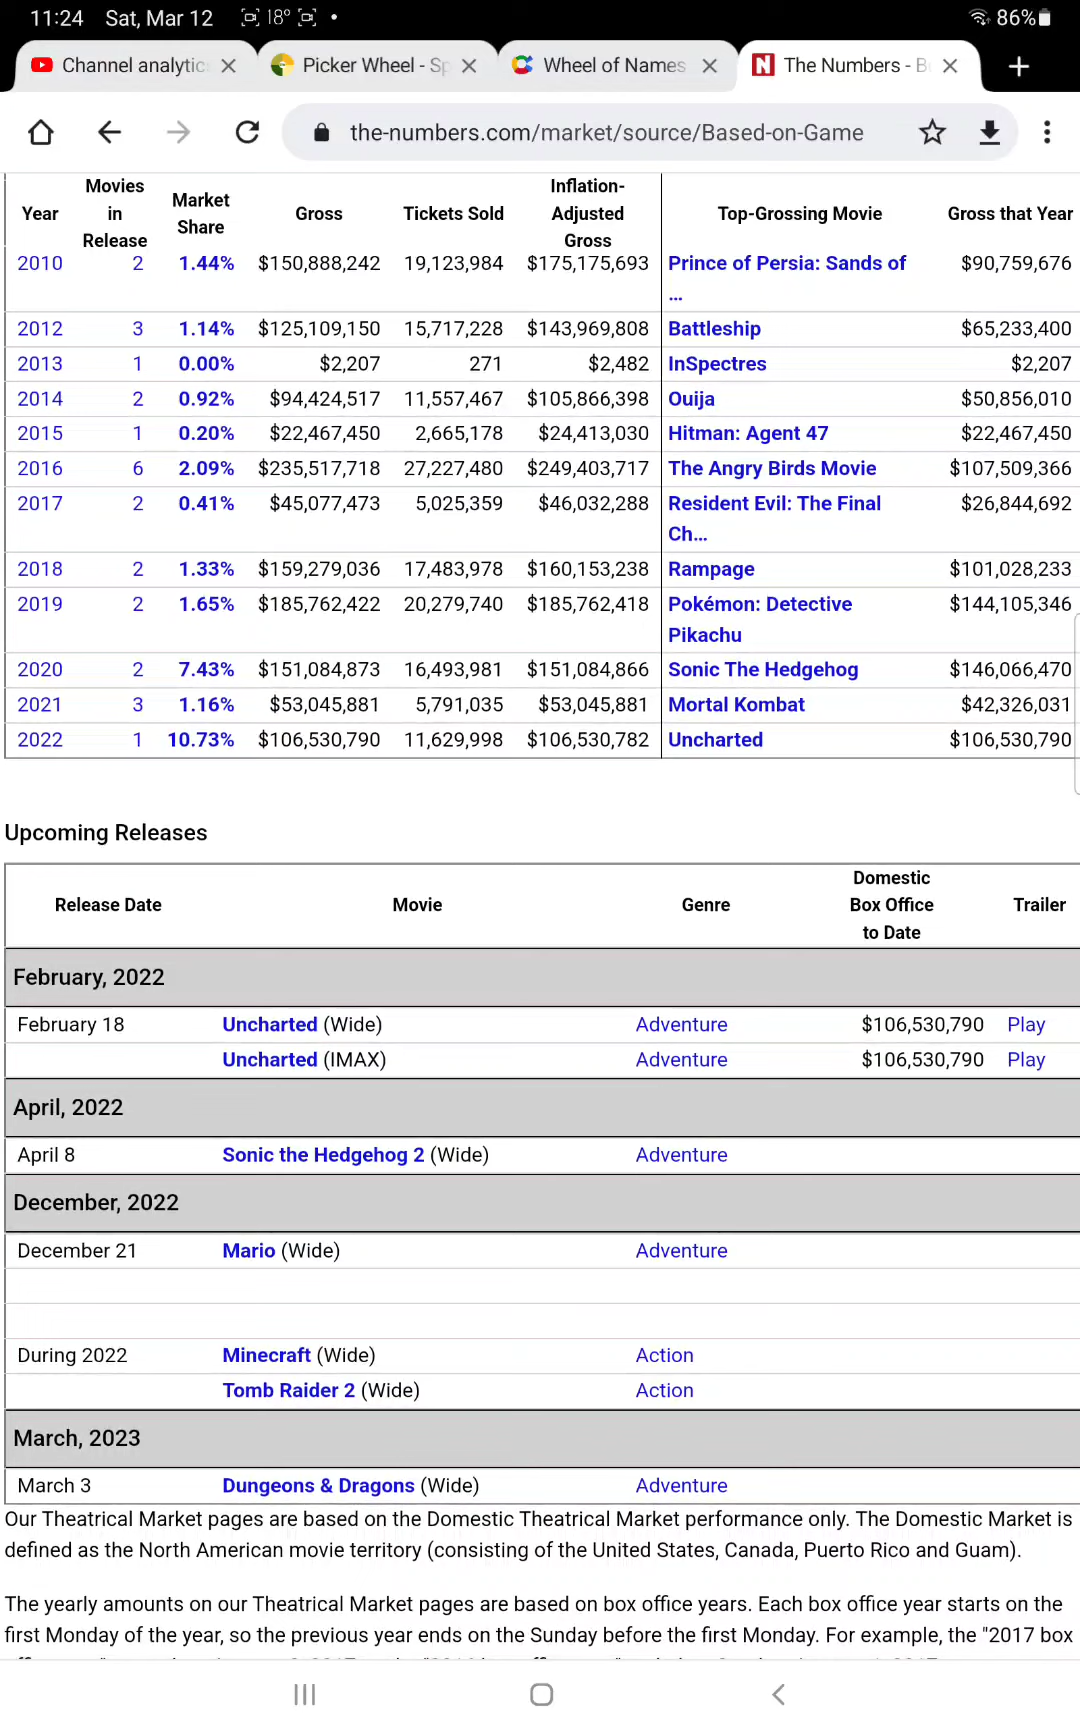 11:24 Sat, Mar 12 18° • 86%
Channel analytic Picker Wheel - Sp Wheel of Names The Numbers - B
the-numbers.com/market/source/Based-on-Game
Year Movies in Release Market Share Gross Tickets Sold Inflation-Adjusted Gross Top-Grossing Movie Gross that Year
2010 2 1.44% $150,888,242 19,123,984 $175,175,693 Prince of Persia: Sands of ... $90,759,676
2012 3 1.14% $125,109,150 15,717,228 $143,969,808 Battleship $65,233,400
2013 1 0.00% $2,207 271 $2,482 InSpectres $2,207
2014 2 0.92% $94,424,517 11,557,467 $105,866,398 Ouija $50,856,010
2015 1 0.20% $22,467,450 2,665,178 $24,413,030 Hitman: Agent 47 $22,467,450
2016 6 2.09% $235,517,718 27,227,480 $249,403,717 The Angry Birds Movie $107,509,366
2017 2 0.41% $45,077,473 5,025,359 $46,032,288 Resident Evil: The Final Ch... $26,844,692
2018 2 1.33% $159,279,036 17,483,978 $160,153,238 Rampage $101,028,233
2019 2 1.65% $185,762,422 20,279,740 $185,762,418 Pokémon: Detective Pikachu $144,105,346
2020 2 7.43% $151,084,873 16,493,981 $151,084,866 Sonic The Hedgehog $146,066,470
2021 3 1.16% $53,045,881 5,791,035 $53,045,881 Mortal Kombat $42,326,031
2022 1 10.73% $106,530,790 11,629,998 $106,530,782 Uncharted $106,530,790
Upcoming Releases
Release Date Movie Genre Domestic Box Office to Date Trailer
February, 2022
February 18 Uncharted (Wide) Adventure $106,530,790 Play
Uncharted (IMAX) Adventure $106,530,790 Play
April, 2022
April 8 Sonic the Hedgehog 2 (Wide) Adventure
December, 2022
December 21 Mario (Wide) Adventure
During 2022 Minecraft (Wide) Action
Tomb Raider 2 (Wide) Action
March, 2023
March 3 Dungeons & Dragons (Wide) Adventure
Our Theatrical Market pages are based on the Domestic Theatrical Market performance only. The Domestic Market is
defined as the North American movie territory (consisting of the United States, Canada, Puerto Rico and Guam).
The yearly amounts on our Theatrical Market pages are based on box office years. Each box office year starts on the
first Monday of the year, so the previous year ends on the Sunday before the first Monday. For example, the "2017 box